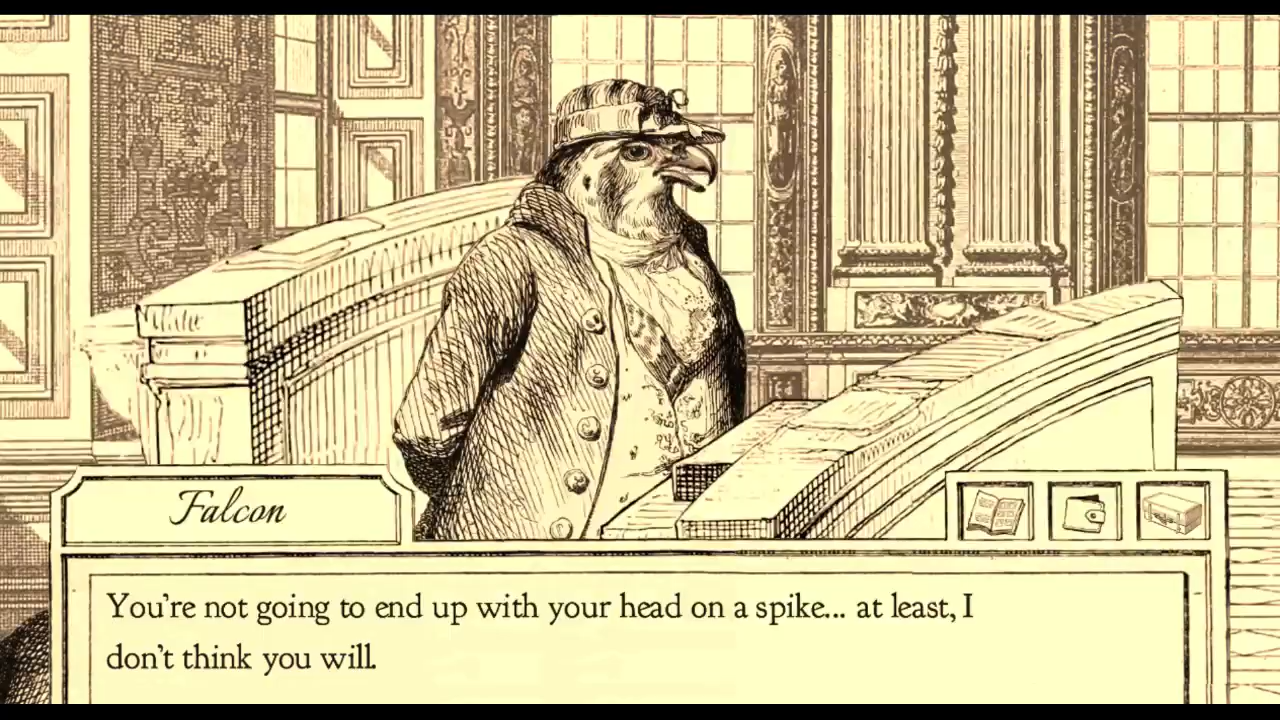 Falcon
You're not going to end up with your head on a spike... at least, I
don't think you will.